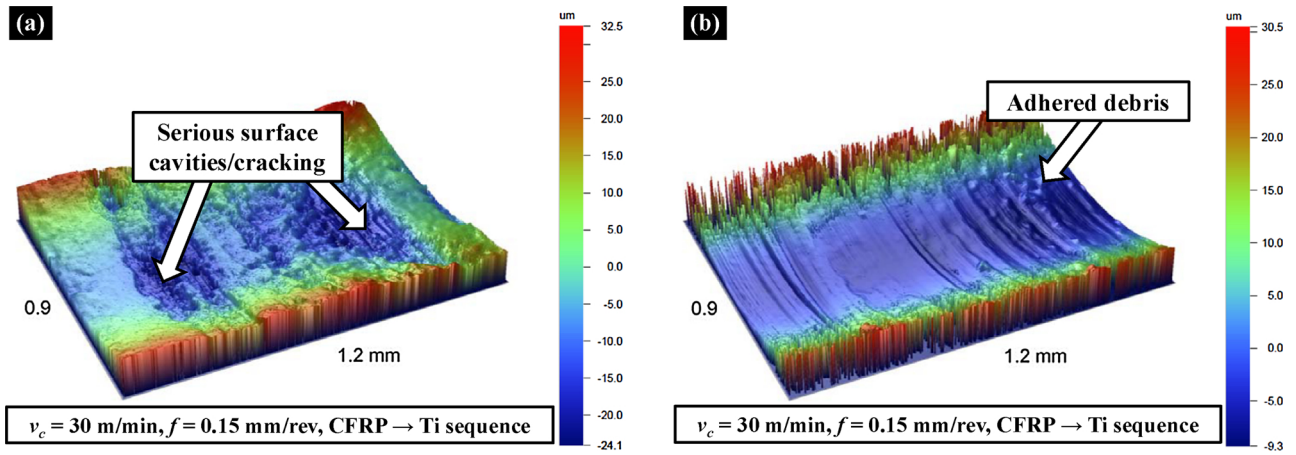 (a)
um
32.5
25.0
20.0
15.0
10.0
5.0
0.0
-5.0
-10.0
-15.0
-20.0
-24.1
Serious surface
cavities/cracking
0.9
1.2 mm
v_c = 30 m/min, f = 0.15 mm/rev, CFRP → Ti sequence
(b)
um
30.5
25.0
20.0
15.0
10.0
5.0
0.0
-5.0
-9.3
Adhered debris
0.9
1.2 mm
v_c = 30 m/min, f = 0.15 mm/rev, CFRP → Ti sequence